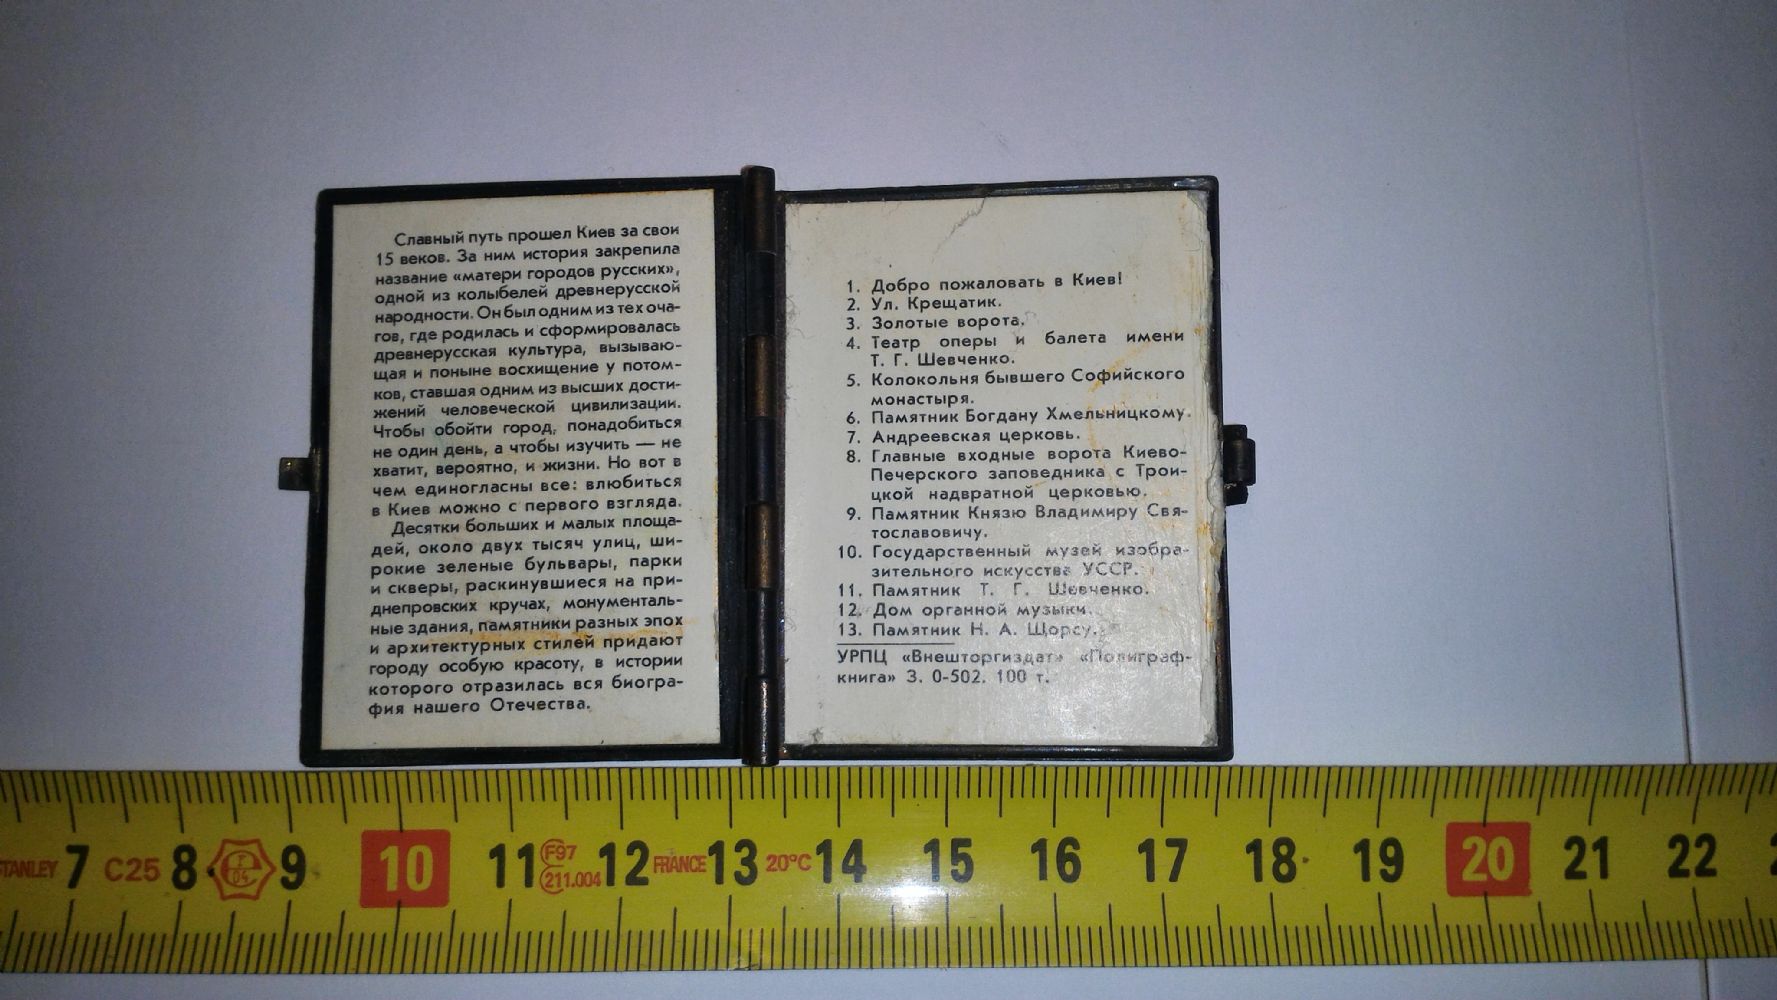 Славный путь прошел Киев за свои
15 веков. За ним история закрепила
название «матери городов русских»,
одной из колыбелей древнерусской
народности. Он был одним из тех оча-
гов, где родилась и сформировалась
древнерусская культура, вызываю-
щая и поныне восхищение у потом-
ков, ставшая одним из высших дости-
жений человеческой цивилизации.
Чтобы обойти город, понадобиться
не один день, а чтобы изучить — не
хватит, вероятно, и жизни. Но вот в
чем единогласны все: влюбиться
в Киев можно с первого взгляда.
Десятки больших и малых площа-
дей, около двух тысяч улиц, ши-
рокие зеленые бульвары, парки
и скверы, раскинувшиеся на при-
днепровских кручах, монументаль-
ные здания, памятники разных эпох
и архитектурных стилей придают
городу особую красоту, в истории
которого отразилась вся биогра-
фия нашего Отечества.
1. Добро пожаловать в Киев!
2. Ул. Крещатик.
3. Золотые ворота.
4. Театр оперы и балета имени
Т. Г. Шевченко.
5. Колокольня бывшего Софийского
монастыря.
6. Памятник Богдану Хмельницкому.
7. Андреевская церковь.
8. Главные входные ворота Киево-
Печерского заповедника с Трои-
цкой надвратной церковью.
9. Памятник Князю Владимиру Свя-
тославовичу.
10. Государственный музей изобра-
зительного искусства УССР.
11. Памятник Т. Г. Шевченко.
12. Дом органной музыки.
13. Памятник Н. А. Щорсу.
УРПЦ «Внешторгиздат» «Полиграф-
книга» З. 0-502. 100 т.
STANLEY 7 C25 8 9 10 11 F97 211.004 12 FRANCE 13 20°C 14 15 16 17 18 19 20 21 22